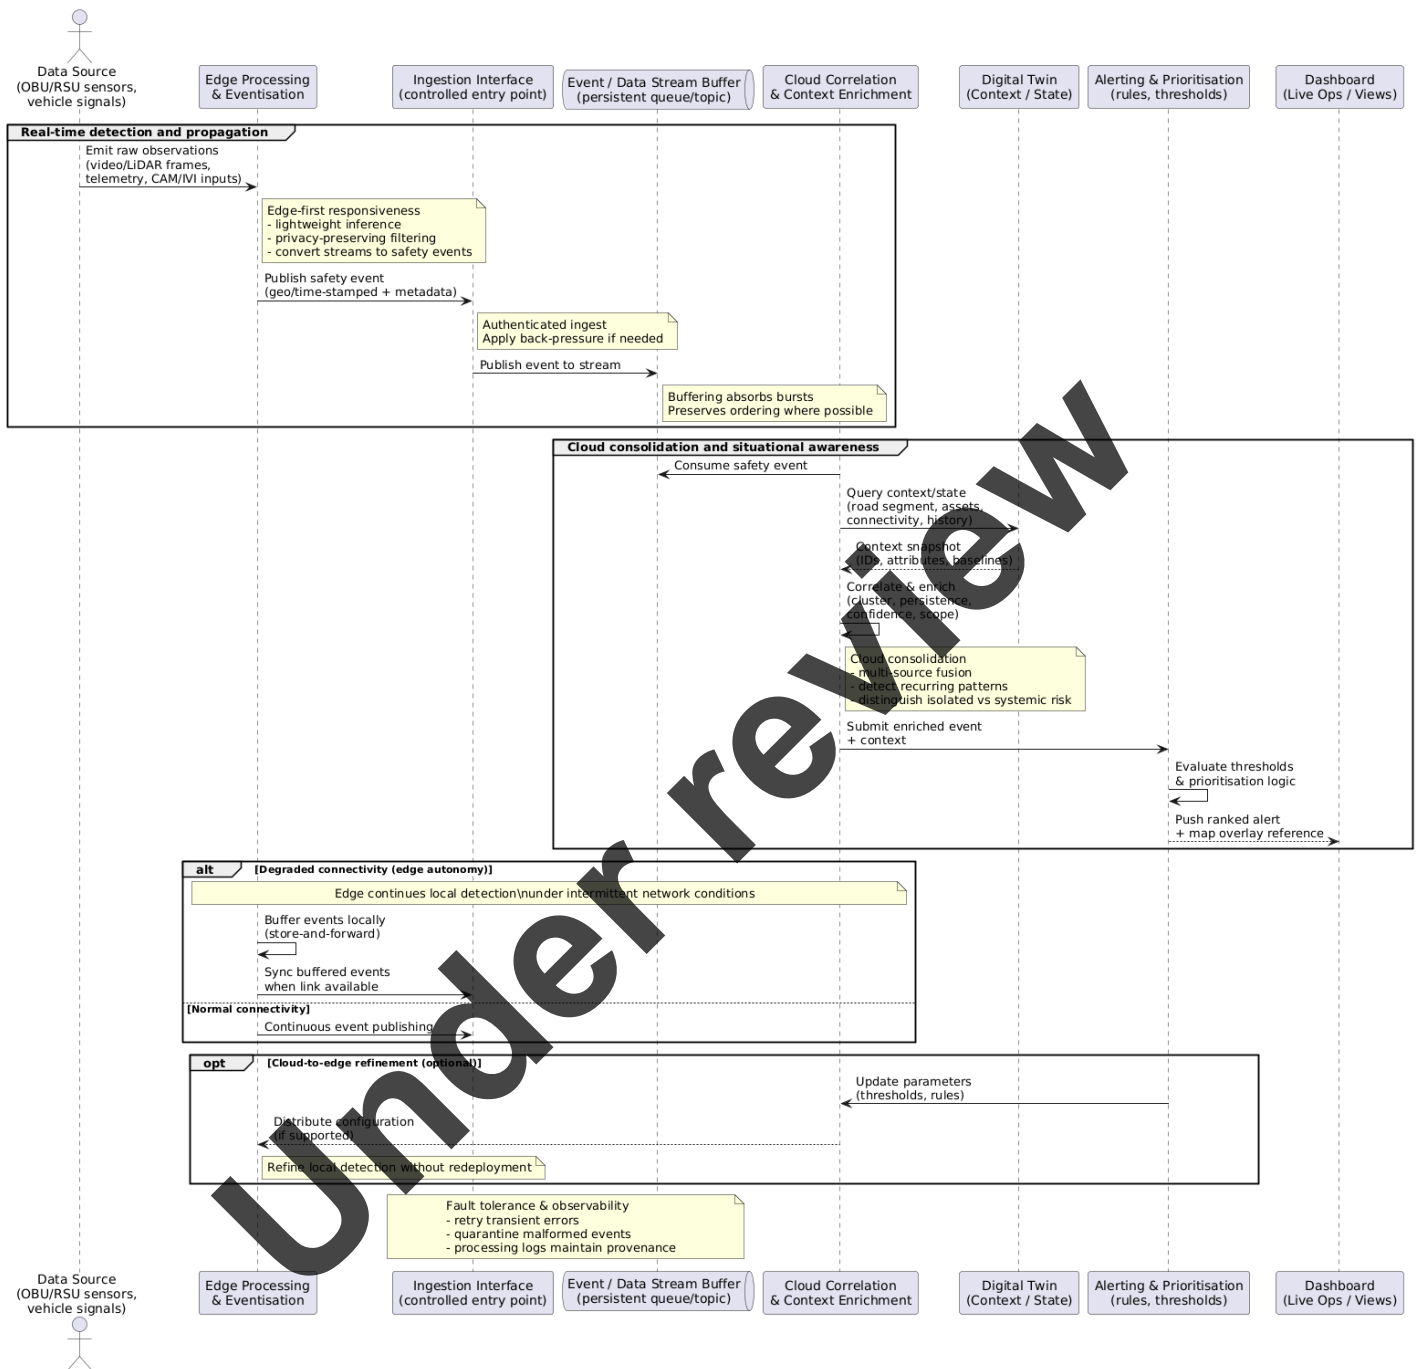 Data Source
(OBU/RSU sensors,
vehicle signals)
Edge Processing
& Eventisation
Ingestion Interface
(controlled entry point)
Event / Data Stream Buffer
(persistent queue/topic)
Cloud Correlation
& Context Enrichment
Digital Twin
(Context / State)
Alerting & Prioritisation
(rules, thresholds)
Dashboard
(Live Ops / Views)
Real-time detection and propagation
Emit raw observations
(video/LiDAR frames,
telemetry, CAM/IVI inputs)
Edge-first responsiveness
- lightweight inference
- privacy-preserving filtering
- convert streams to safety events
Publish safety event
(geo/time-stamped + metadata)
Authenticated ingest
Apply back-pressure if needed
Publish event to stream
Buffering absorbs bursts
Preserves ordering where possible
Cloud consolidation and situational awareness
Consume safety event
Query context/state
(road segment, assets,
connectivity, history)
Context snapshot
(IDs, attributes, baselines)
Correlate & enrich
(cluster, persistence,
confidence, scope)
Cloud consolidation
- multi-source fusion
- detect recurring patterns
- distinguish isolated vs systemic risk
Submit enriched event
+ context
Evaluate thresholds
& prioritisation logic
Push ranked alert
+ map overlay reference
alt
[Degraded connectivity (edge autonomy)]
Edge continues local detection\nunder intermittent network conditions
Buffer events locally
(store-and-forward)
Sync buffered events
when link available
[Normal connectivity]
Continuous event publishing
opt
[Cloud-to-edge refinement (optional)]
Update parameters
(thresholds, rules)
Distribute configuration
(if supported)
Refine local detection without redeployment
Fault tolerance & observability
- retry transient errors
- quarantine malformed events
- processing logs maintain provenance
Data Source
(OBU/RSU sensors,
vehicle signals)
Edge Processing
& Eventisation
Ingestion Interface
(controlled entry point)
Event / Data Stream Buffer
(persistent queue/topic)
Cloud Correlation
& Context Enrichment
Digital Twin
(Context / State)
Alerting & Prioritisation
(rules, thresholds)
Dashboard
(Live Ops / Views)
Under review